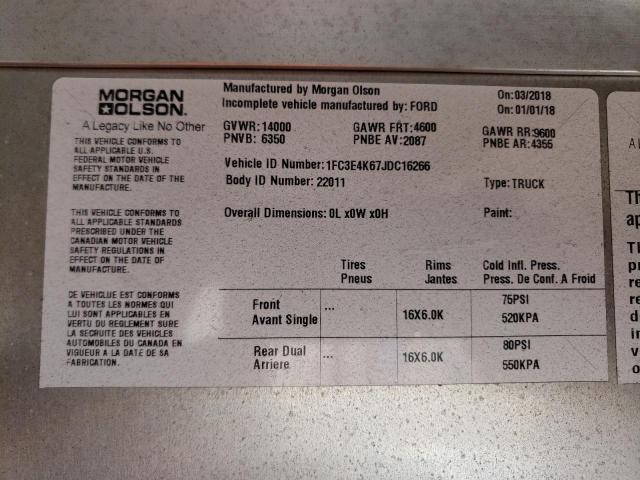 MORGAN
OLSON.
A Legacy Like No Other
Manufactured by Morgan Olson On: 03/2018
Incomplete vehicle manufactured by: FORD On: 01/01/18
GVWR: 14000 GAWR FRT: 4600 GAWR RR: 9600
PNVB: 6350 PNBE AV: 2087 PNBE AR: 4355
Vehicle ID Number: 1FC3E4K67JDC16266
Body ID Number: 22011 Type: TRUCK
Overall Dimensions: 0L x0W x0H Paint:
THIS VEHICLE CONFORMS TO
ALL APPLICABLE U.S.
FEDERAL MOTOR VEHICLE
SAFETY STANDARDS IN
EFFECT ON THE DATE OF THE
MANUFACTURE.
THIS VEHICLE CONFORMS TO
ALL APPLICABLE STANDARDS
PRESCRIBED UNDER THE
CANADIAN MOTOR VEHICLE
SAFETY REGULATIONS IN
EFFECT ON THE DATE OF
MANUFACTURE.
CE VEHICLUE EST CONFORMS
A TOUTES LES NORMES QUI
LUI SONT APPLICABLES EN
VERTU DU REGLEMENT SURE
LA SECRUITE DES VEHICLES
AUTOMOBILES DU CANADA EN
VIGUEUR A LA DATE DE SA
FABRICATION.
Tires Rims Cold Infl. Press.
Pneus Jantes Press. De Conf. A Froid
Front ... 16X6.0K 75PSI
Avant Single 520KPA
Rear Dual ... 16X6.0K 80PSI
Arriere 550KPA